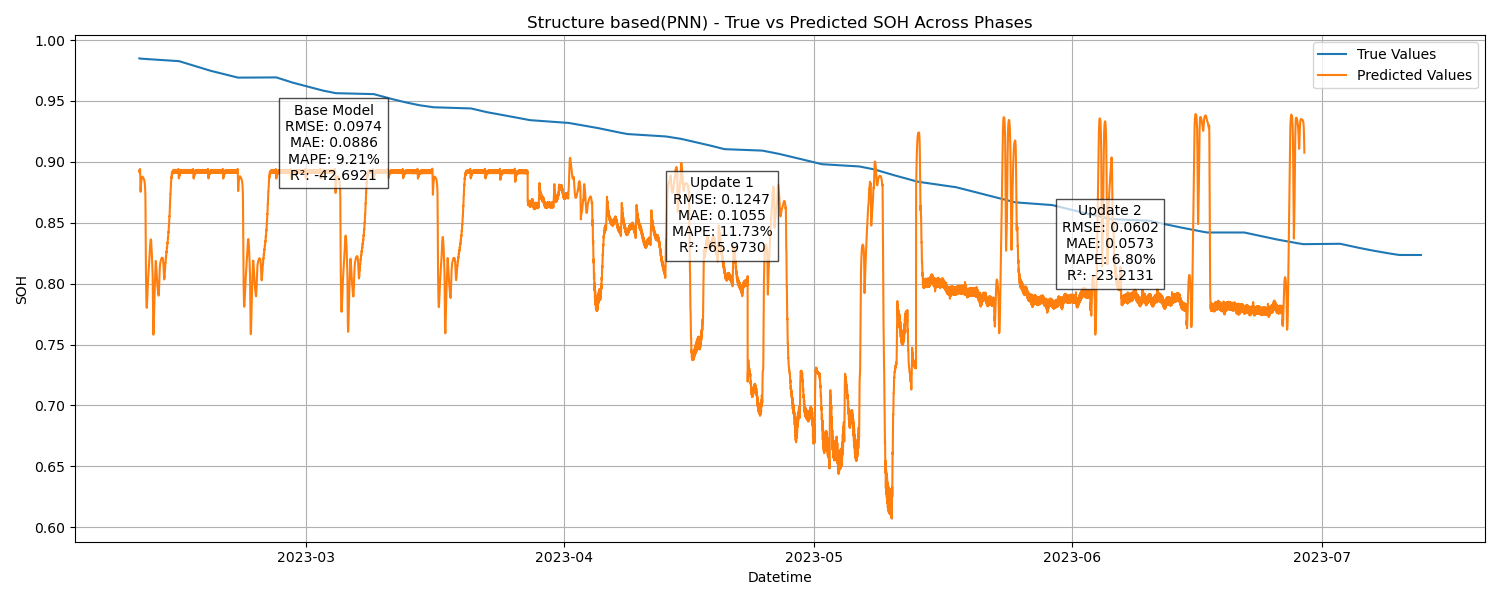 Structure based(PNN) - True vs Predicted SOH Across Phases
True Values
Predicted Values
Base Model
RMSE: 0.0974
MAE: 0.0886
MAPE: 9.21%
R²: -42.6921
Update 1
RMSE: 0.1247
MAE: 0.1055
MAPE: 11.73%
R²: -65.9730
Update 2
RMSE: 0.0602
MAE: 0.0573
MAPE: 6.80%
R²: -23.2131
SOH
1.00
0.95
0.90
0.85
0.80
0.75
0.70
0.65
0.60
2023-03
2023-04
2023-05
2023-06
2023-07
Datetime